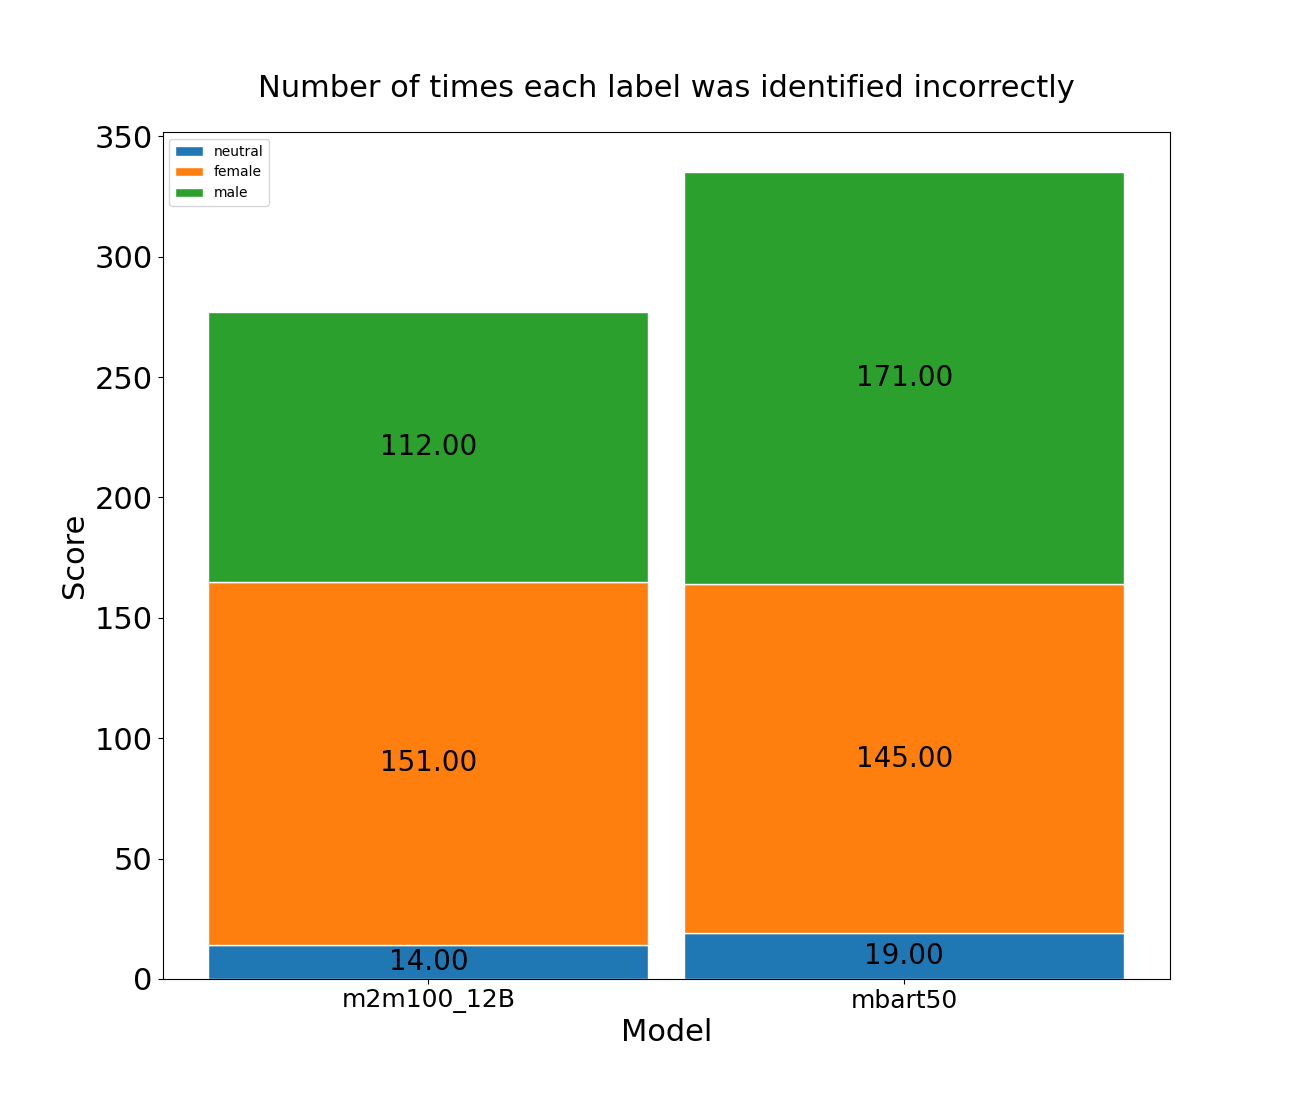 Number of times each label was identified incorrectly
350
300
250
200
150
100
50
0
Score
neutral
female
male
112.00
151.00
14.00
171.00
145.00
19.00
m2m100_12B
mbart50
Model